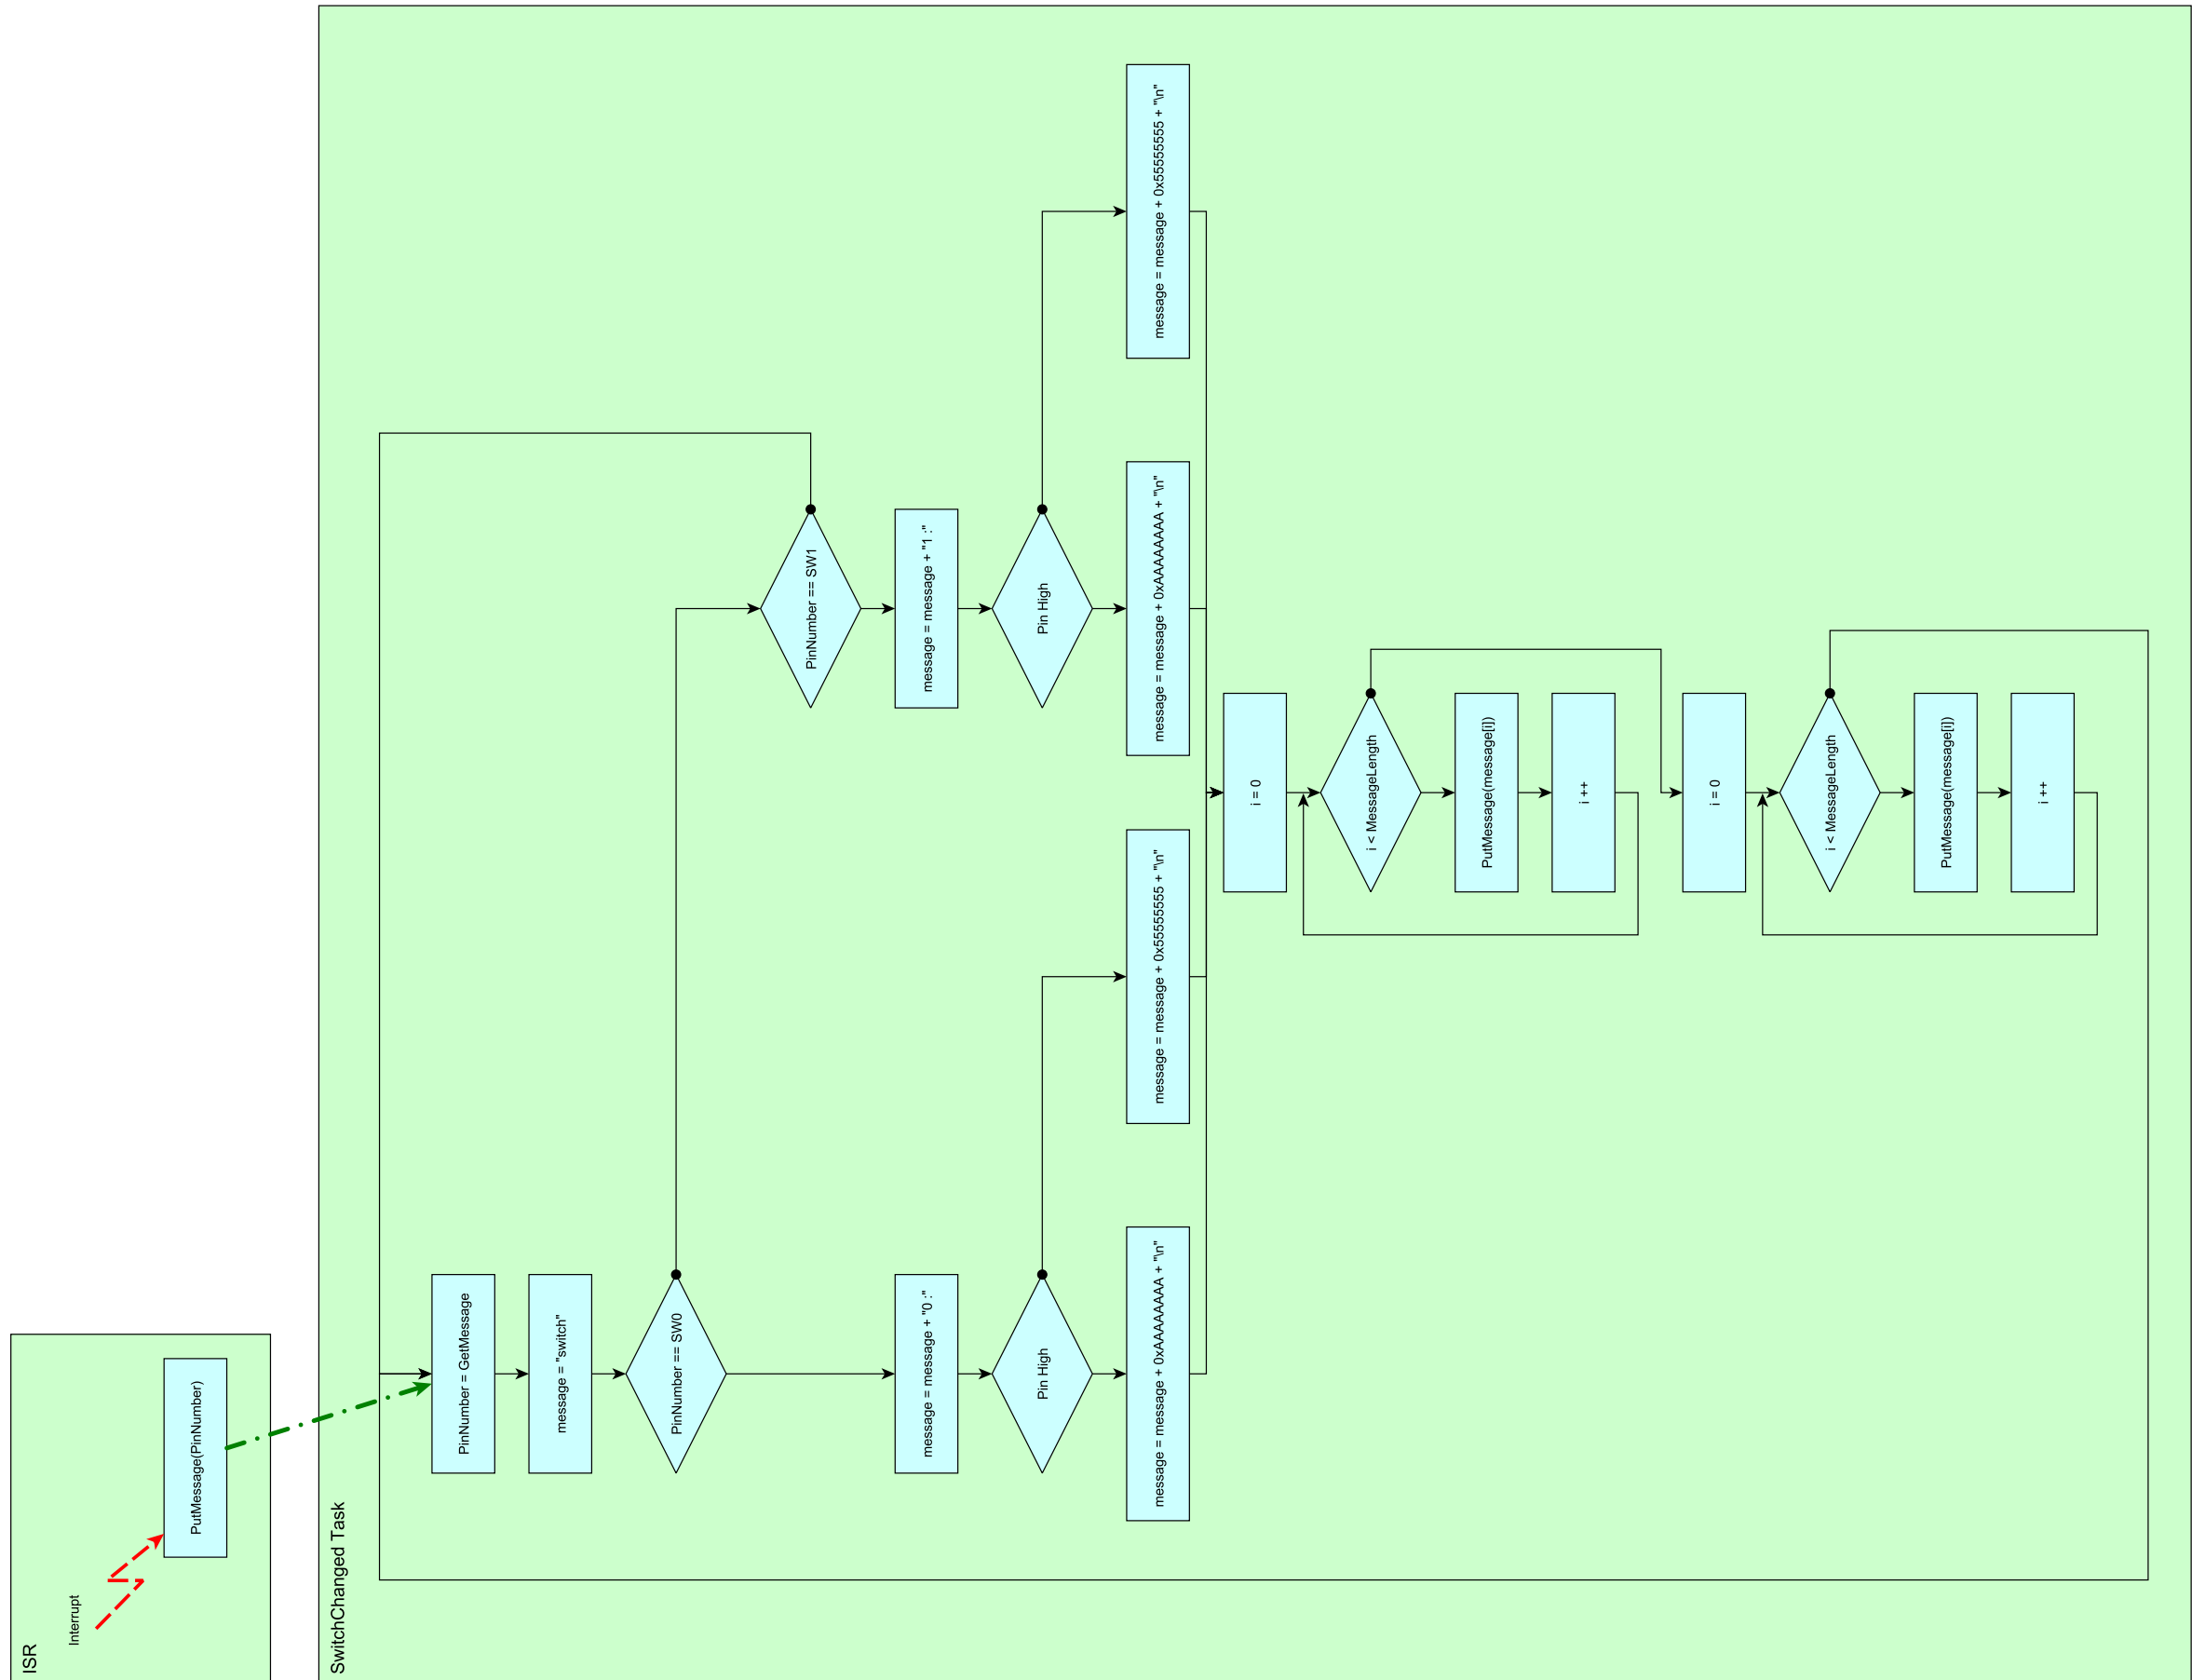 ISR
Interrupt
PutMessage(PinNumber)
SwitchChanged Task
PinNumber = GetMessage
message = "switch"
PinNumber == SW0
PinNumber == SW1
message = message + "0 :"
message = message + "1 :"
Pin High
Pin High
message = message + 0xAAAAAAAA + "\n"
message = message + 0x55555555 + "\n"
message = message + 0xAAAAAAAA + "\n"
message = message + 0x55555555 + "\n"
i = 0
i < MessageLength
PutMessage(message[i])
i ++
i = 0
i < MessageLength
PutMessage(message[i])
i ++